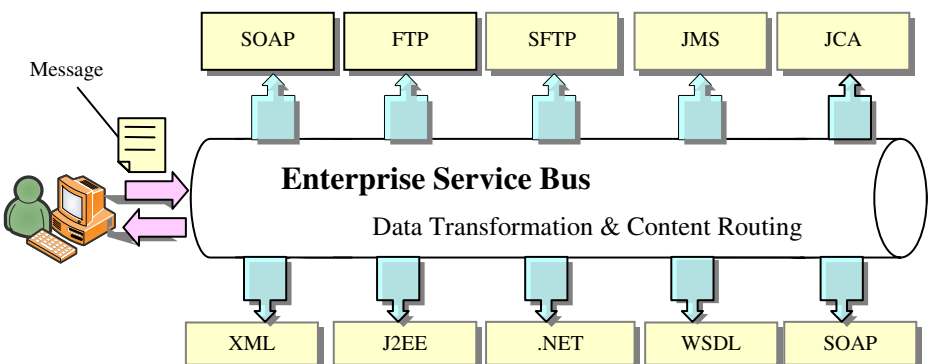 SOAP FTP SFTP JMS JCA
Message
Enterprise Service Bus
Data Transformation & Content Routing
XML J2EE .NET WSDL SOAP